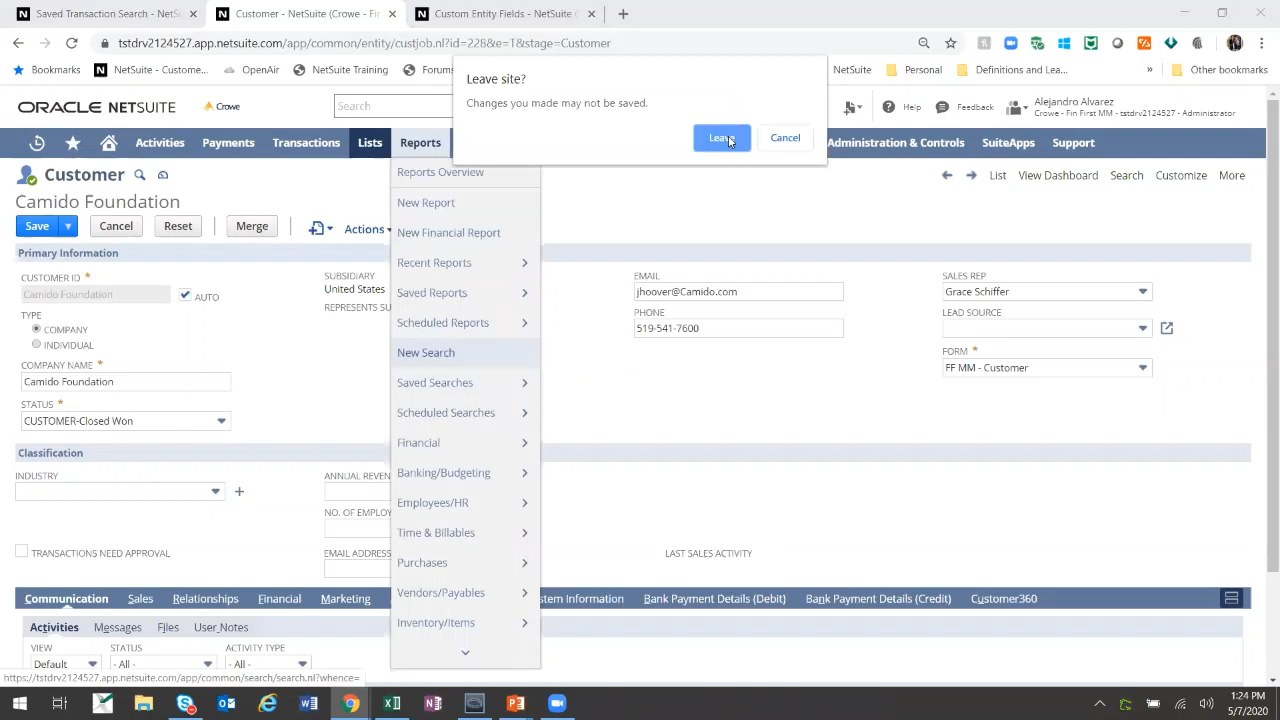 Saved Transaction Search - NetS
Customer - NetSuite (Crowe - Fin
Custom Entity Fields - NetSuite (
tstdrv2124527.app.netsuite.com/app/common/entity/custjob.nl?id=228&e=T&stage=Customer
Bookmarks
NetSuite - Custome...
OpenAir
NetSuite Training
Forums
NetSuite
Personal
Definitions and Lea...
»
Other bookmarks
Leave site?
Changes you made may not be saved.
Leave
Cancel
ORACLE NETSUITE
Crowe
Search
Help
Feedback
Alejandro Alvarez
Crowe - Fin First MM - tstdrv2124527 - Administrator
Activities Payments Transactions Lists Reports
Administration & Controls SuiteApps Support
Customer
List View Dashboard Search Customize More
Camido Foundation
Save Cancel Reset Merge Actions
Reports Overview
New Report
New Financial Report
Recent Reports
Saved Reports
Scheduled Reports
New Search
Saved Searches
Scheduled Searches
Financial
Banking/Budgeting
Employees/HR
Time & Billables
Purchases
Vendors/Payables
Inventory/Items
Primary Information
CUSTOMER ID *
Camido Foundation
AUTO
TYPE
COMPANY
INDIVIDUAL
COMPANY NAME *
Camido Foundation
STATUS *
CUSTOMER-Closed Won
SUBSIDIARY
United States
REPRESENTS SU
EMAIL
jhoover@Camido.com
PHONE
519-541-7600
SALES REP
Grace Schiffer
LEAD SOURCE
FORM *
FF MM - Customer
Classification
INDUSTRY
ANNUAL REVEN
NO. OF EMPLOY
TRANSACTIONS NEED APPROVAL
EMAIL ADDRESS
LAST SALES ACTIVITY
Communication Sales Relationships Financial Marketing
stem Information Bank Payment Details (Debit) Bank Payment Details (Credit) Customer360
Activities Messages Files User Notes
VIEW
Default
STATUS
- All -
ACTIVITY TYPE
- All -
https://tstdrv2124527.app.netsuite.com/app/common/search/search.nl?whence=
1:24 PM
5/7/2020